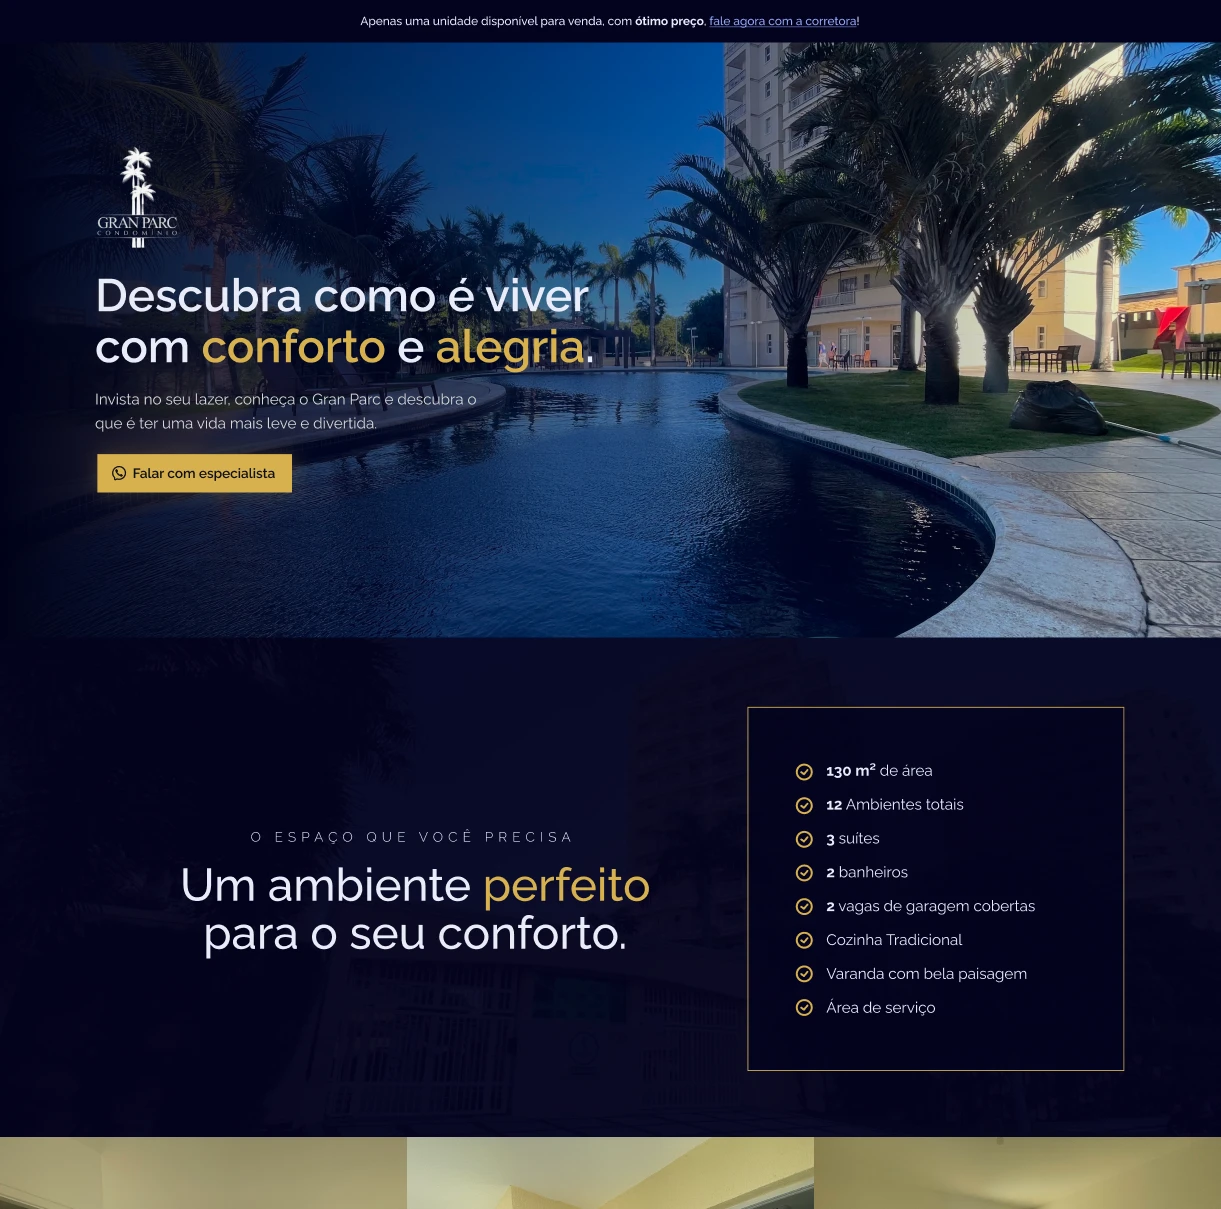 Apenas uma unidade disponível para venda, com ótimo preço, fale agora com a corretora!
GRAN PARC
CONDOMÍNIO
Descubra como é viver
com conforto e alegria.
Invista no seu lazer, conheça o Gran Parc e descubra o
que é ter uma vida mais leve e divertida.
Falar com especialista
O ESPAÇO QUE VOCÊ PRECISA
Um ambiente perfeito
para o seu conforto.
130 m² de área
12 Ambientes totais
3 suítes
2 banheiros
2 vagas de garagem cobertas
Cozinha Tradicional
Varanda com bela paisagem
Área de serviço